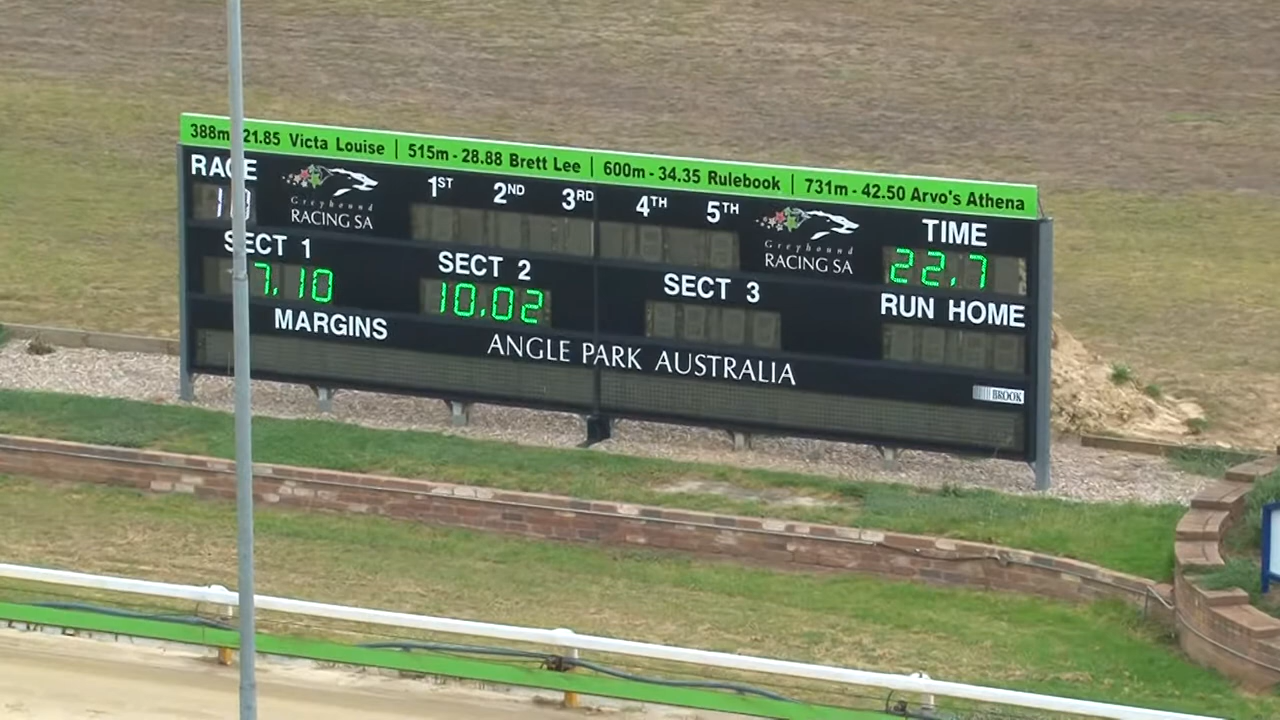 388m - 21.85 Victa Louise | 515m - 28.88 Brett Lee | 600m - 34.35 Rulebook | 731m - 42.50 Arvo's Athena
RACE
Greyhound
RACING SA
1ST 2ND 3RD 4TH 5TH
Greyhound
RACING SA
TIME
22.7
SECT 1
7.10
SECT 2
10.02
SECT 3
RUN HOME
MARGINS
ANGLE PARK AUSTRALIA
BROOK